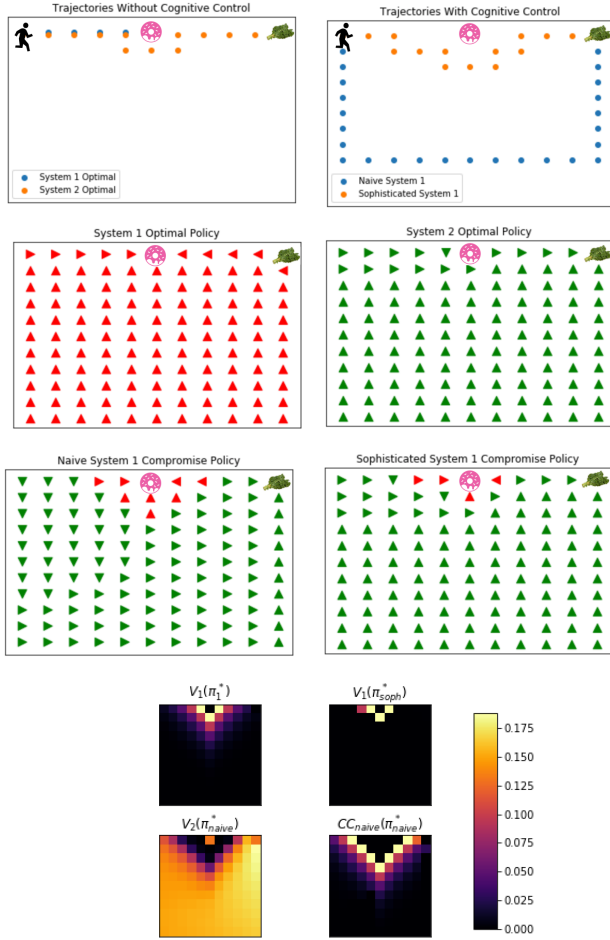 Trajectories Without Cognitive Control
System 1 Optimal
System 2 Optimal
Trajectories With Cognitive Control
Naive System 1
Sophisticated System 1
System 1 Optimal Policy
System 2 Optimal Policy
Naive System 1 Compromise Policy
Sophisticated System 1 Compromise Policy
V₁(π₁*)
V₁(π*soph)
V₂(π*naive)
CCnaive(π*naive)
0.175
0.150
0.125
0.100
0.075
0.050
0.025
0.000